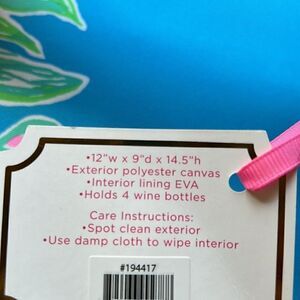 •12"w x 9"d x 14.5"h
•Exterior polyester canvas
•Interior lining EVA
•Holds 4 wine bottles
Care Instructions:
•Spot clean exterior
•Use damp cloth to wipe interior
#194417